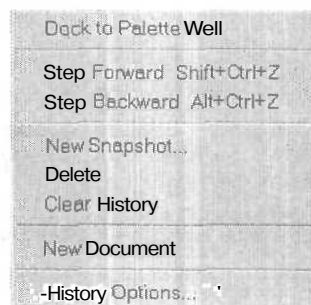 Dock to Palette Well
Step Forward Shift+Ctrl+Z
Step Backward Alt+Ctrl+Z
New Snapshot...
Delete
Clear History
New Document
-History Options... '